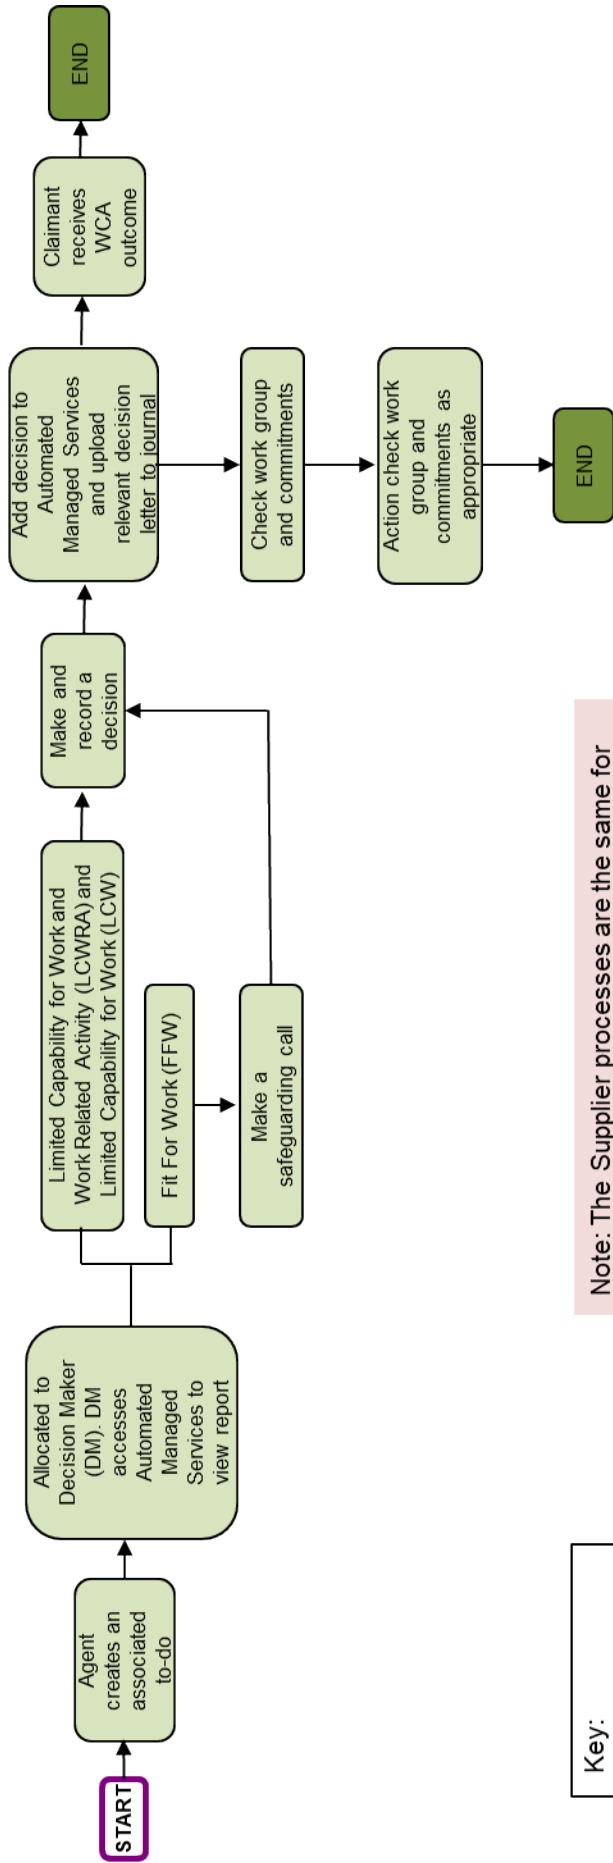 START
Agent
creates an
associated
to-do
Allocated to
Decision Maker
(DM). DM
accesses
Automated
Managed
Services to
view report
Limited Capability for Work and
Work Related Activity (LCWRA) and
Limited Capability for Work (LCW)
Fit For Work (FFW)
Make a
safeguarding call
Make and
record a
decision
Add decision to
Automated
Managed Services
and upload
relevant decision
letter to journal
Claimant
receives
WCA
outcome
END
Check work group
and commitments
Action check work
group and
commitments as
appropriate
END
Key:
Note: The Supplier processes are the same for